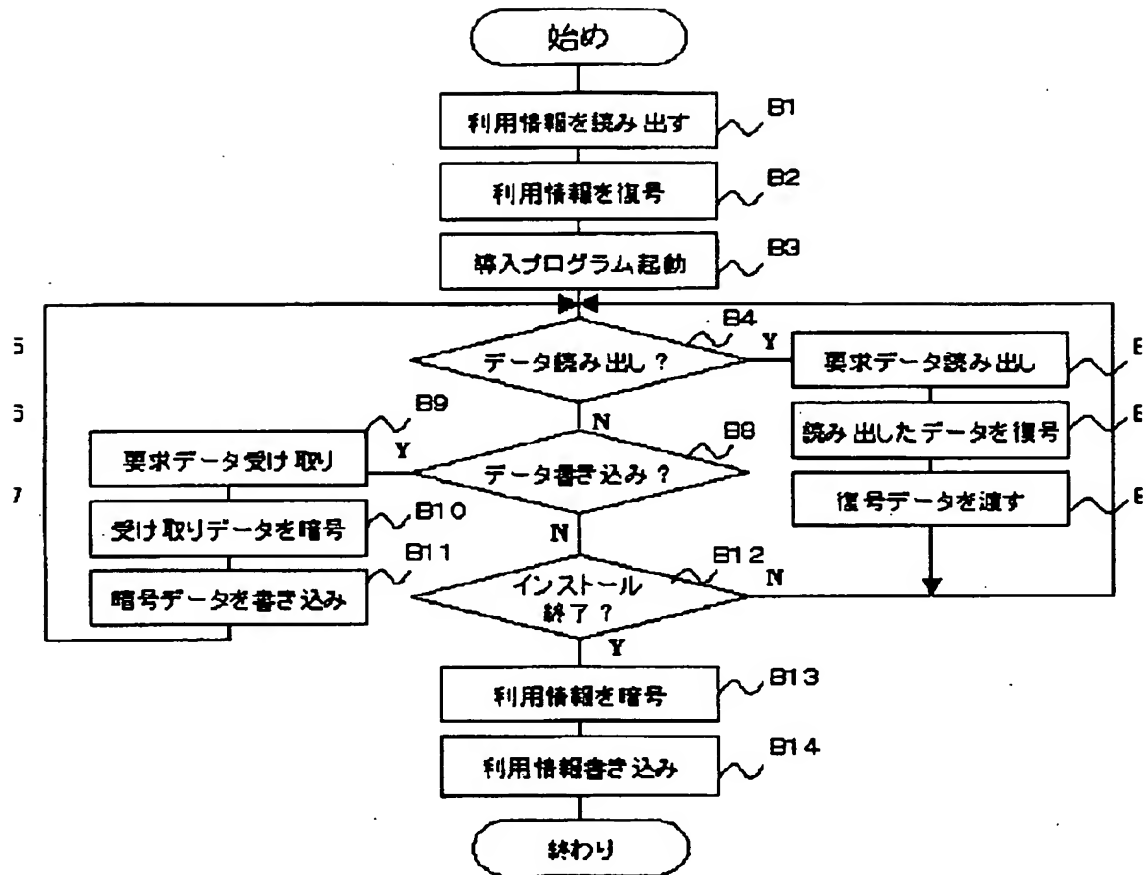 始め
利用情報を読み出す
B1
利用情報を復号
B2
導入プログラム起動
B3
データ読み出し?
B4
Y
N
要求データ読み出し
B
読み出したデータを復号
B
復号データを渡す
B
5
6
7
データ書き込み?
B8
Y
N
要求データ受け取り
B9
受け取りデータを暗号
B10
暗号データを書き込み
B11
インストール
終了?
B12
N
Y
利用情報を暗号
B13
利用情報書き込み
B14
終わり